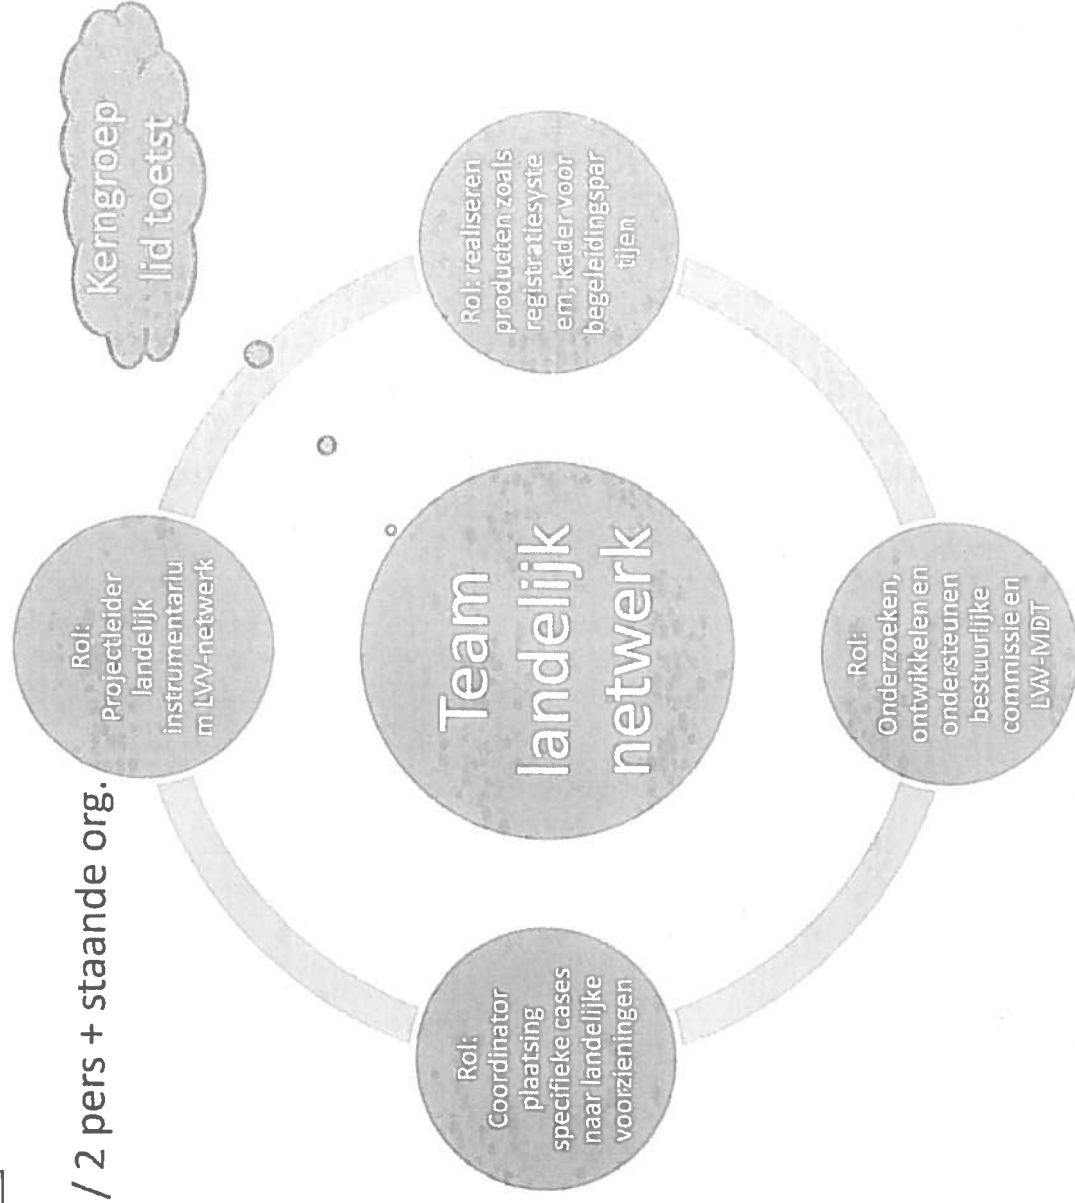 / 2 pers + staande org.
Kerngroep
lid toetst
Rol:
Projectleider
landelijk
instrumentariu
m LVV-netwerk
Rol: realiseren
producten zoals
registratiesyste
em, kader voor
begeleidingspar
tijen
Rol:
Onderzoeken,
ontwikkelen en
ondersteunen
bestuurlijke
commissie en
LVV-MDT
Rol:
Coordinator
plaatsing
specifieke cases
naar landelijke
voorzieningen
Team
landelijk
netwerk